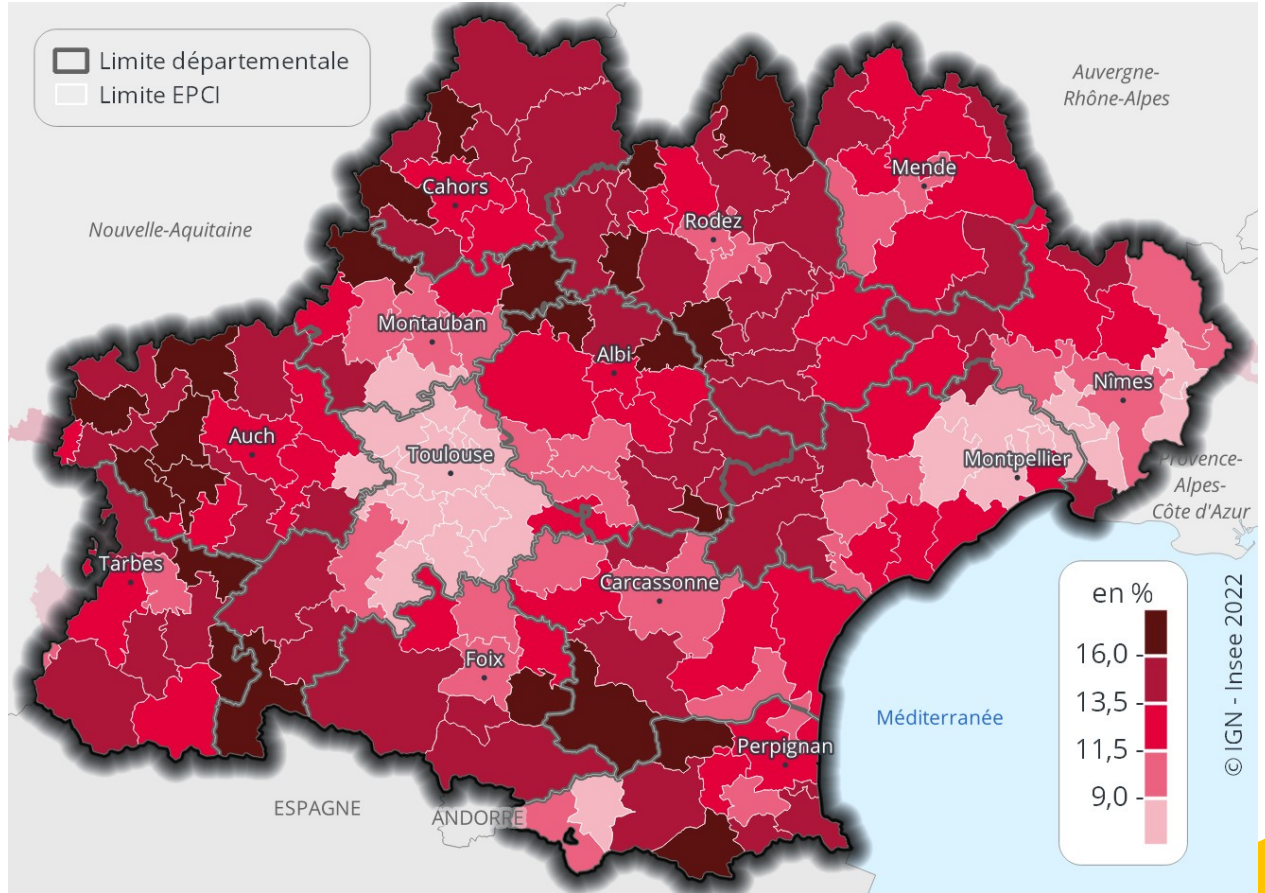 Limite départementale
Limite EPCI
Auvergne-
Rhône-Alpes
Nouvelle-Aquitaine
Cahors
Mende
Rodez
Montauban
Albi
Nîmes
Auch
Toulouse
Montpellier
Provence-
Alpes-
Côte d'Azur
Tarbes
Carcassonne
Foix
Perpignan
Méditerranée
ESPAGNE
ANDORRE
en %
16,0
13,5
11,5
9,0
© IGN - Insee 2022